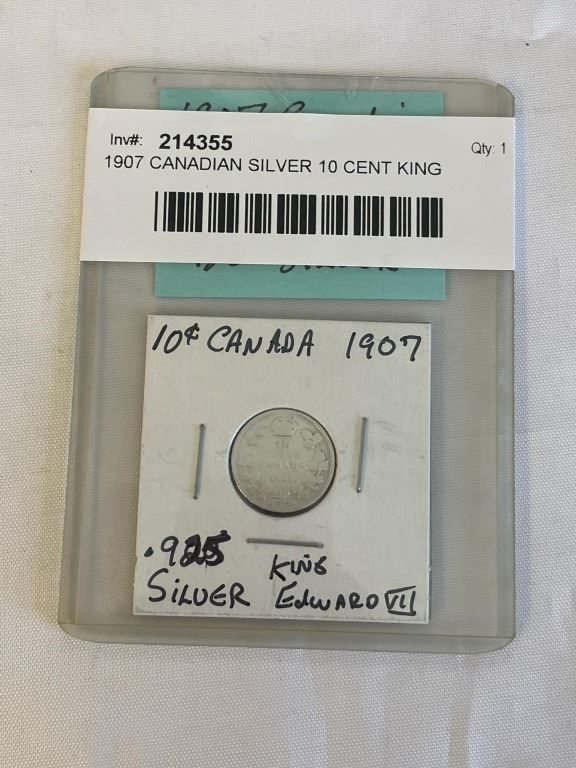 Inv#: 214355
Qty: 1
1907 CANADIAN SILVER 10 CENT KING
10¢ CANADA 1907
.925
SILVER
KING
EDWARD VII